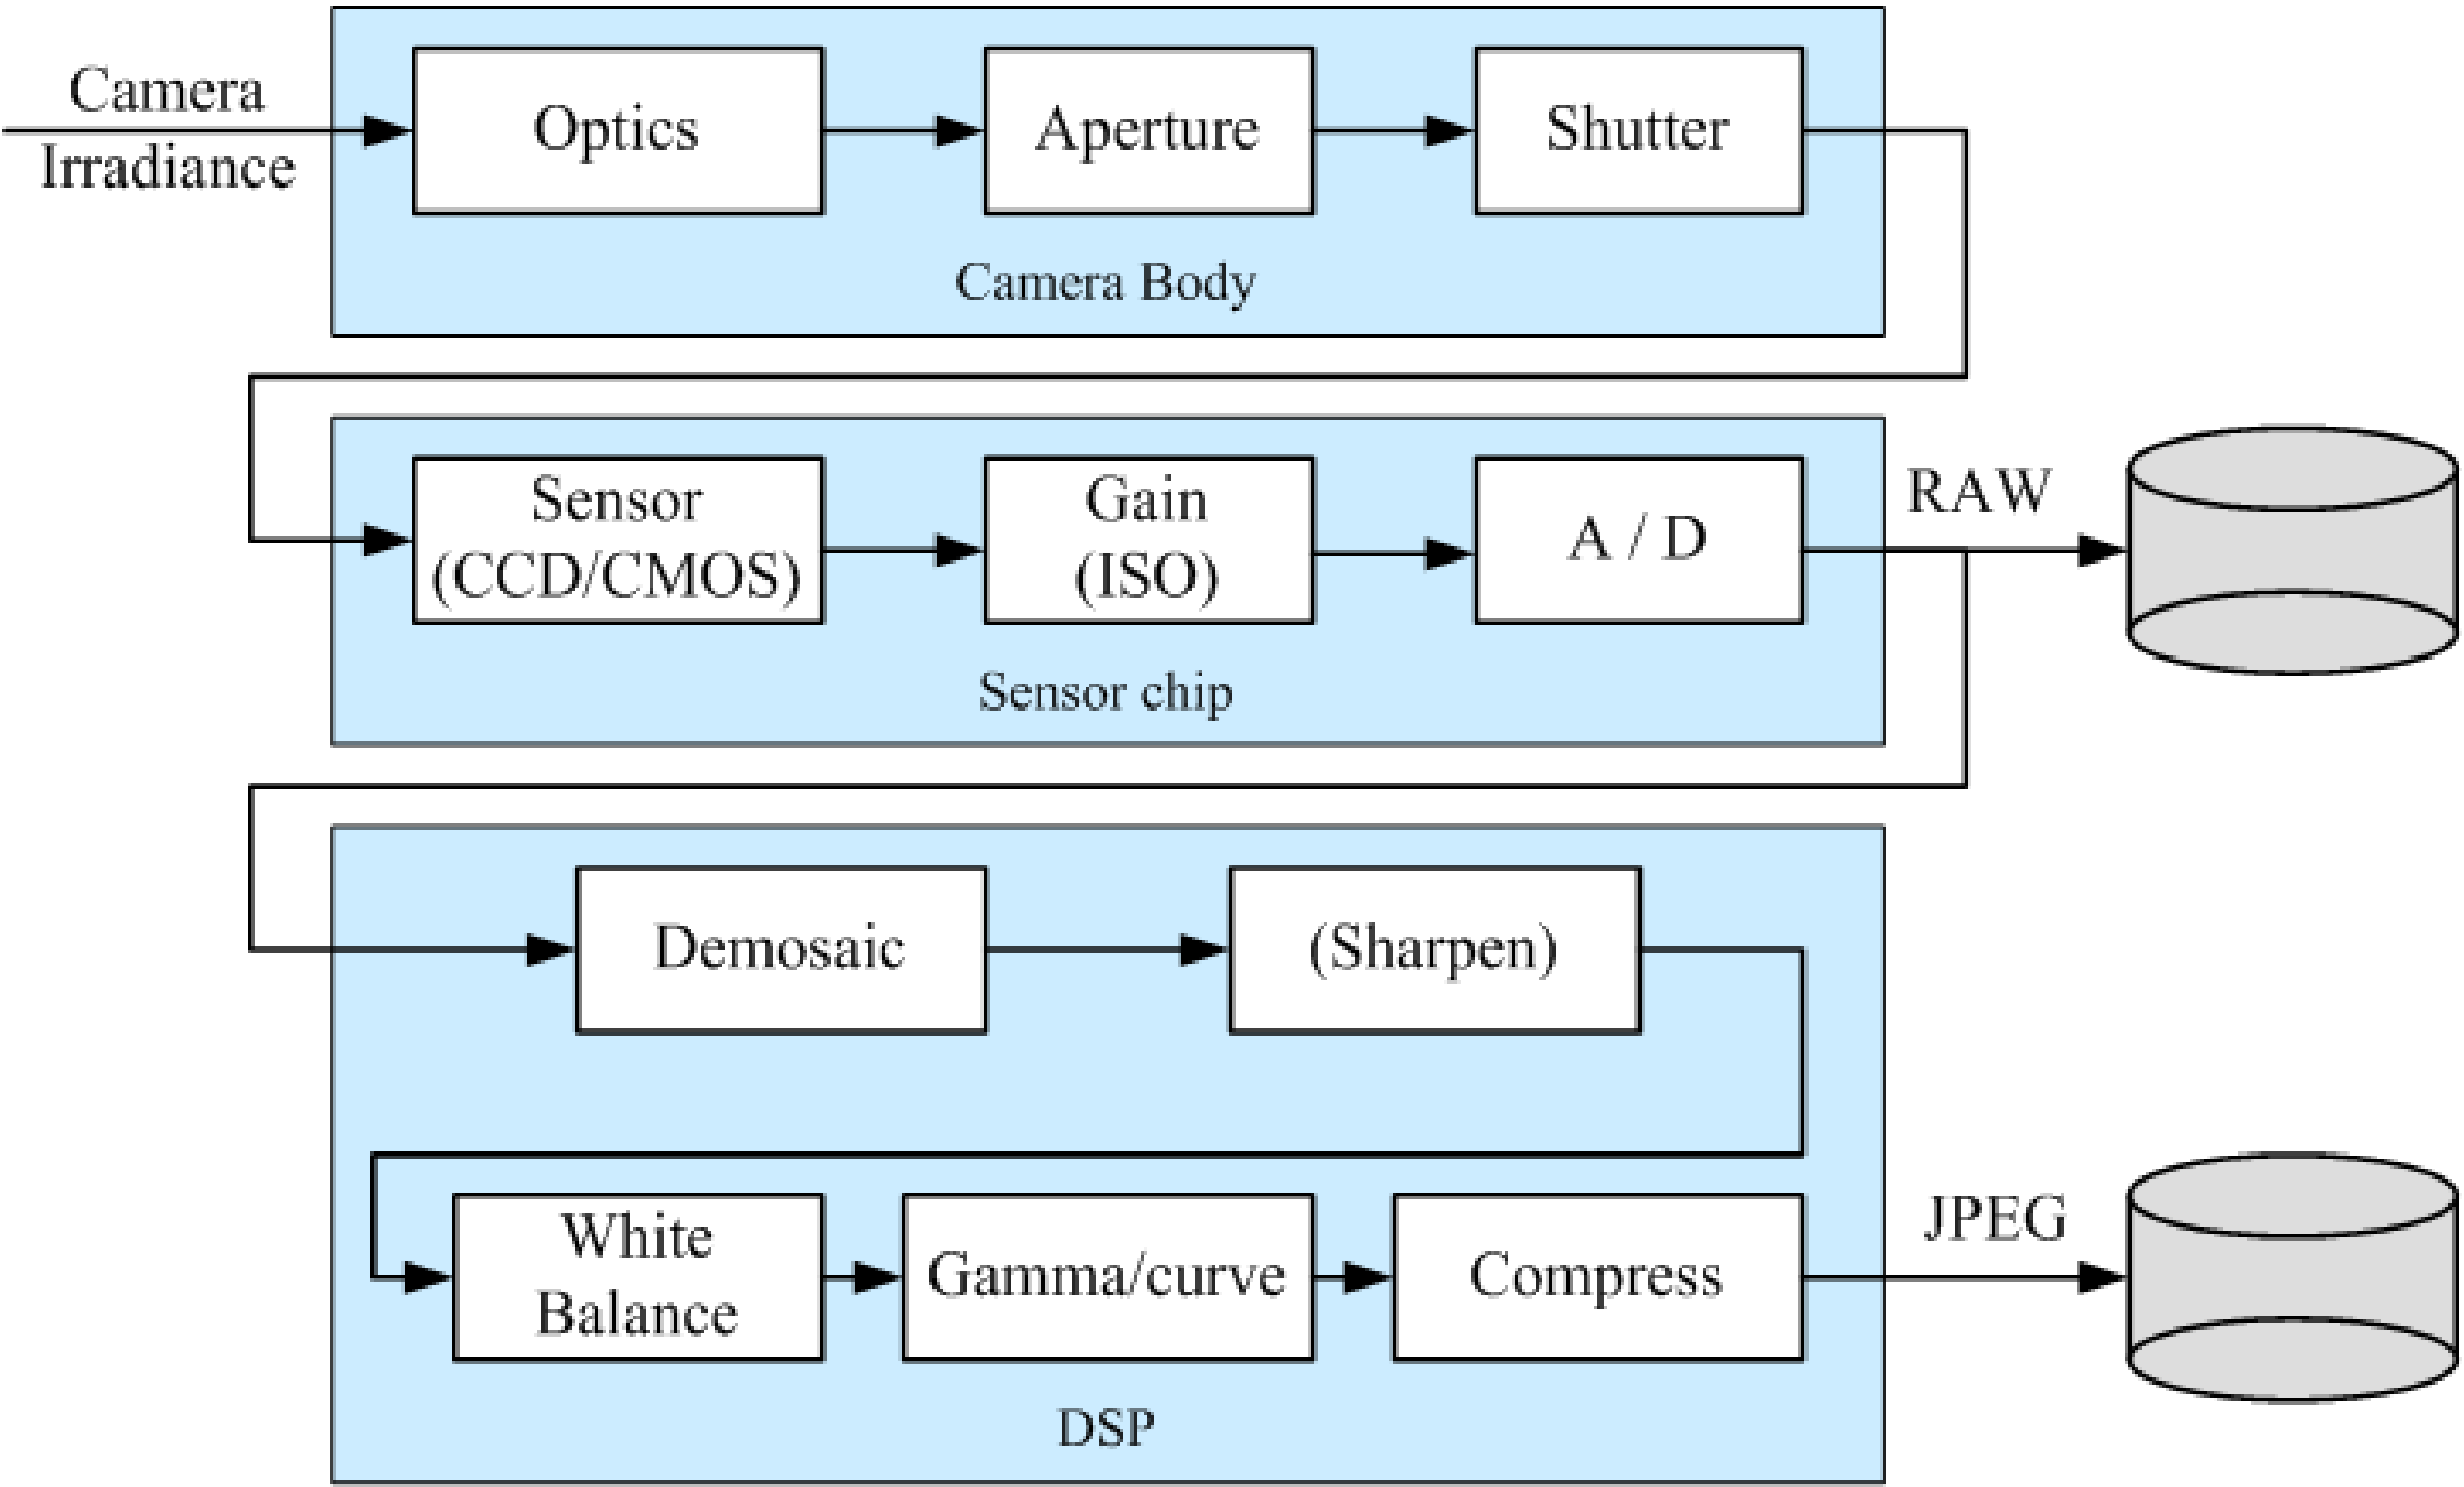 Camera
Irradiance
Optics
Aperture
Shutter
Camera Body
Sensor
(CCD/CMOS)
Gain
(ISO)
A / D
RAW
Sensor chip
Demosaic
(Sharpen)
White
Balance
Gamma/curve
Compress
JPEG
DSP